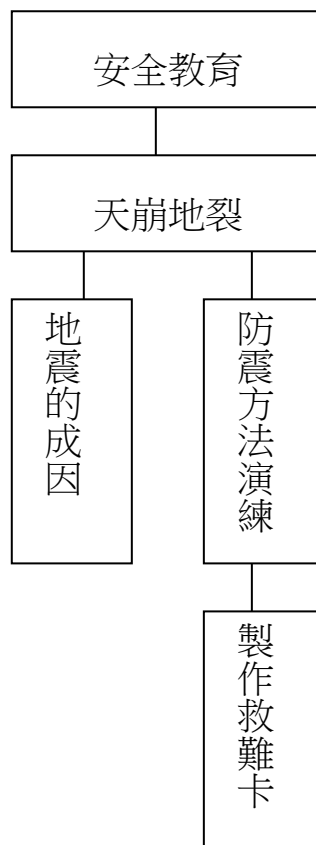 安全教育
天崩地裂
地震的成因
防震方法演練
製作救難卡